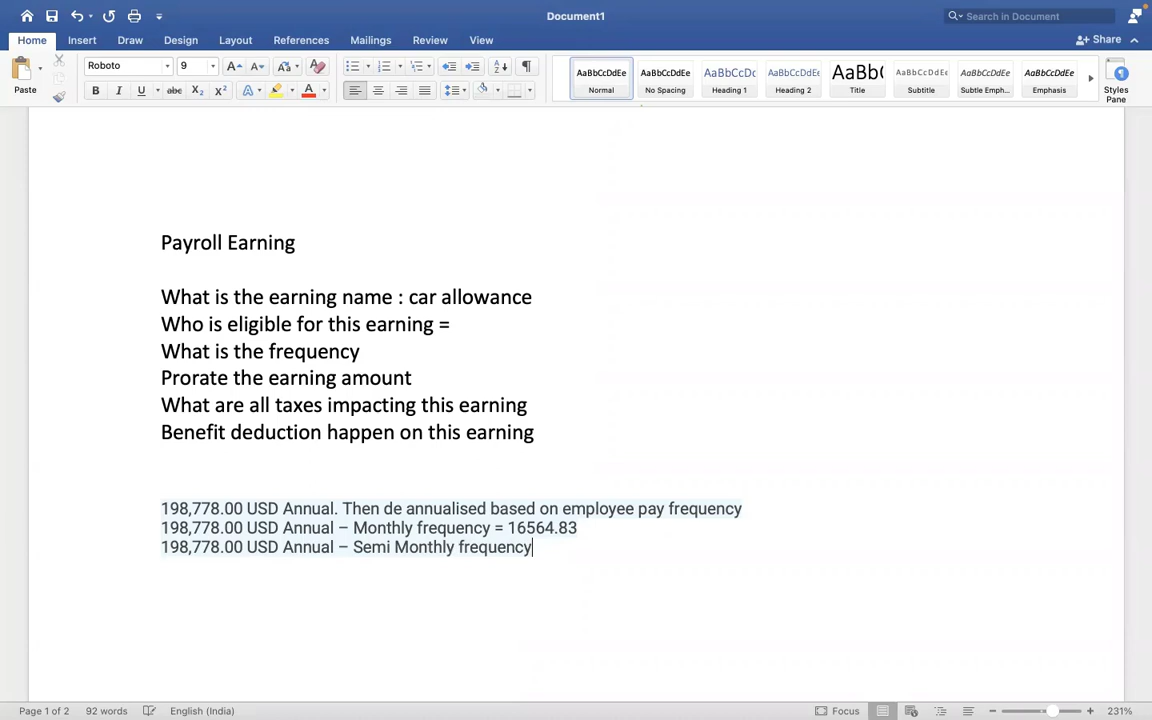 Document1
Search in Document
Home Insert Draw Design Layout References Mailings Review View
Share
Paste
Roboto 9
B I U abc X₂ X² A A
AaBbCcDdEe Normal
AaBbCcDdEe No Spacing
AaBbCcDc Heading 1
AaBbCcDdEe Heading 2
AaBbC( Title
AaBbCcDdEe Subtitle
AaBbCcDdEe Subtle Emph...
AaBbCcDdEe Emphasis
Styles Pane
Payroll Earning
What is the earning name : car allowance
Who is eligible for this earning =
What is the frequency
Prorate the earning amount
What are all taxes impacting this earning
Benefit deduction happen on this earning
198,778.00 USD Annual. Then de annualised based on employee pay frequency
198,778.00 USD Annual – Monthly frequency = 16564.83
198,778.00 USD Annual – Semi Monthly frequency
Page 1 of 2 92 words English (India) Focus 231%